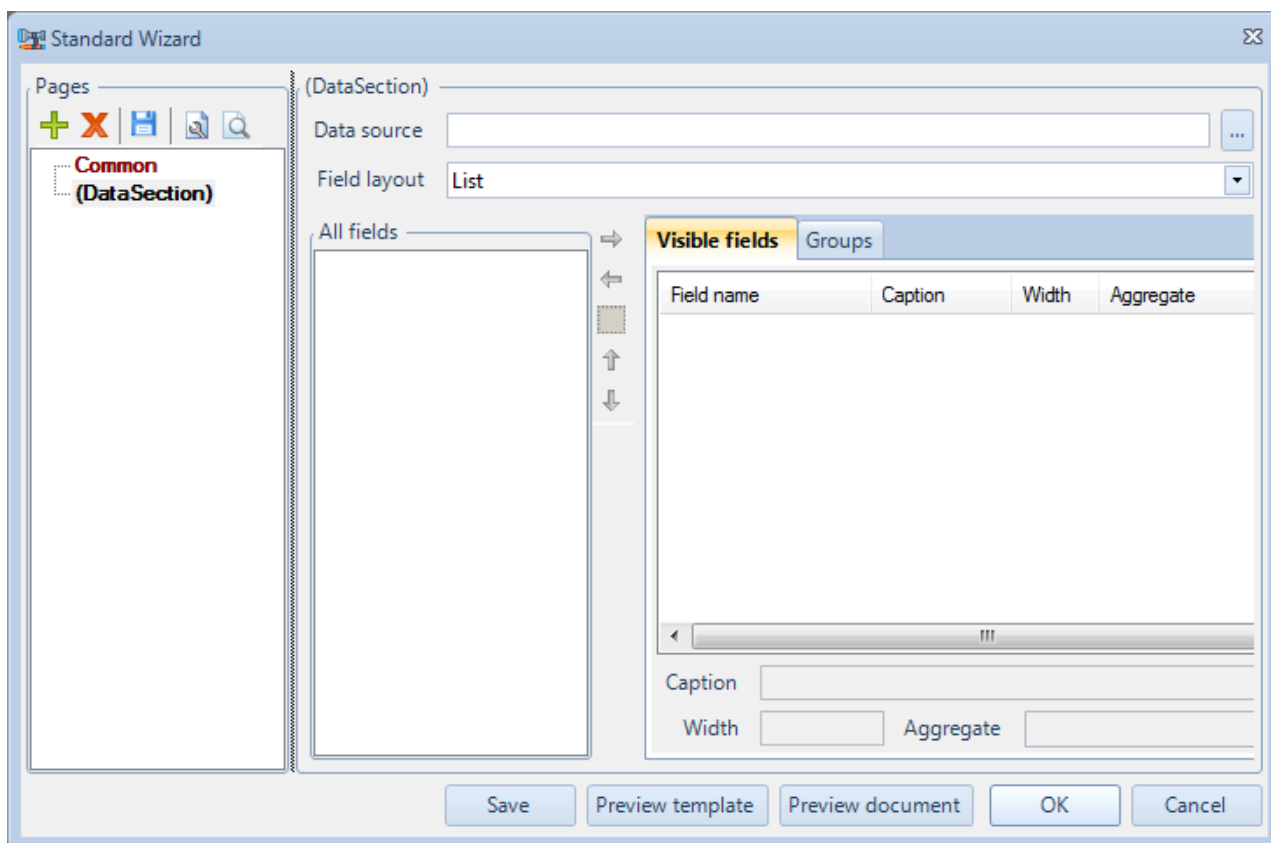 Standard Wizard
Pages
Common
(DataSection)
(DataSection)
Data source
...
Field layout List
All fields
Visible fields Groups
Field name Caption Width Aggregate
Caption
Width Aggregate
Save Preview template Preview document OK Cancel